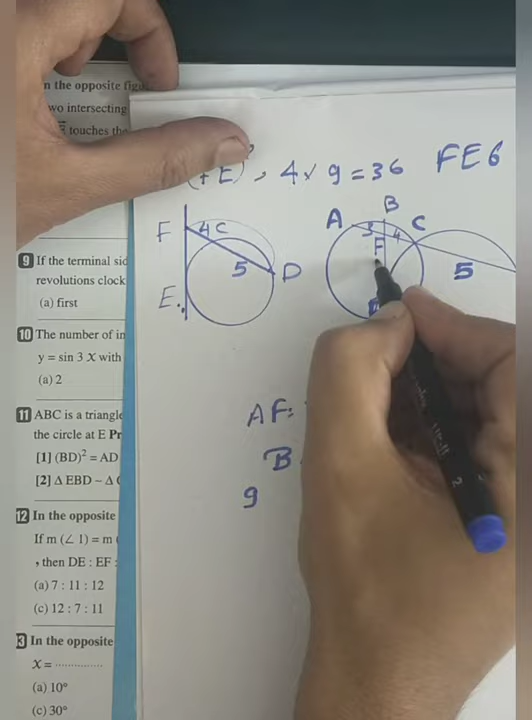 n the opposite fig
wo intersecting
touches the
9 If the terminal sid
revolutions clock
(a) first
10 The number of in
y = sin 3 X with
(a) 2
11 ABC is a triangle
the circle at E Pr
[1] (BD)² = AD
[2] Δ EBD ~ Δ
12 In the opposite
If m (∠ 1) = m (
, then DE : EF :
(a) 7 : 11 : 12
(c) 12 : 7 : 11
3 In the opposite
X = ...............
(a) 10°
(c) 30°
4 × 9 = 36 FE 6
F 4 C
5 D
E
A B C
3 F 4
5
AF =
B
9